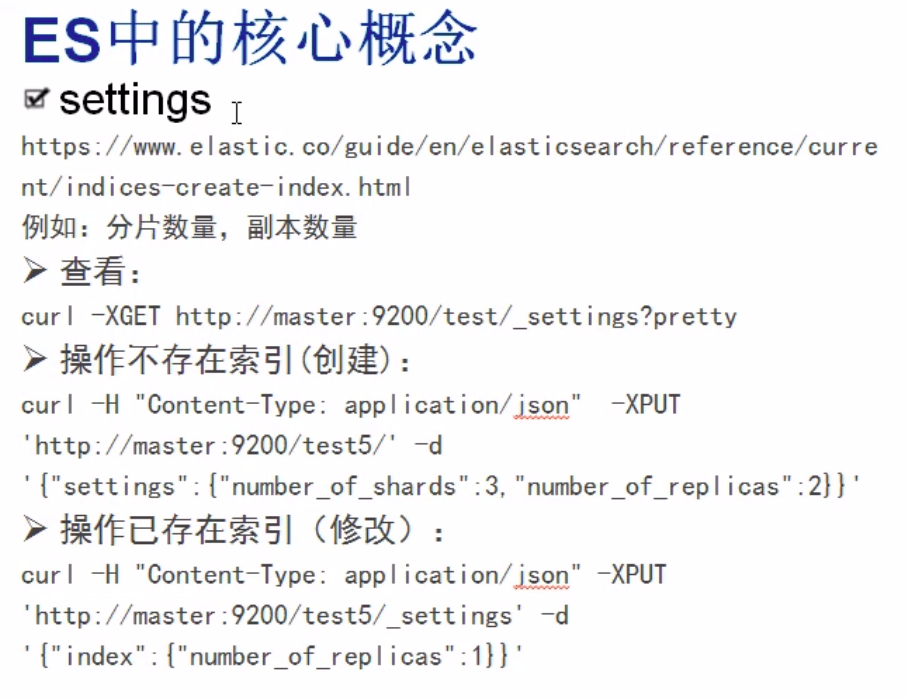 ES中的核心概念
settings
https://www.elastic.co/guide/en/elasticsearch/reference/curre
nt/indices-create-index.html
例如：分片数量，副本数量
➢ 查看：
curl -XGET http://master:9200/test/_settings?pretty
➢ 操作不存在索引(创建)：
curl -H "Content-Type: application/json"  -XPUT
'http://master:9200/test5/' -d
'{"settings":{"number_of_shards":3,"number_of_replicas":2}}'
➢ 操作已存在索引（修改）：
curl -H "Content-Type: application/json" -XPUT
'http://master:9200/test5/_settings' -d
'{"index":{"number_of_replicas":1}}'